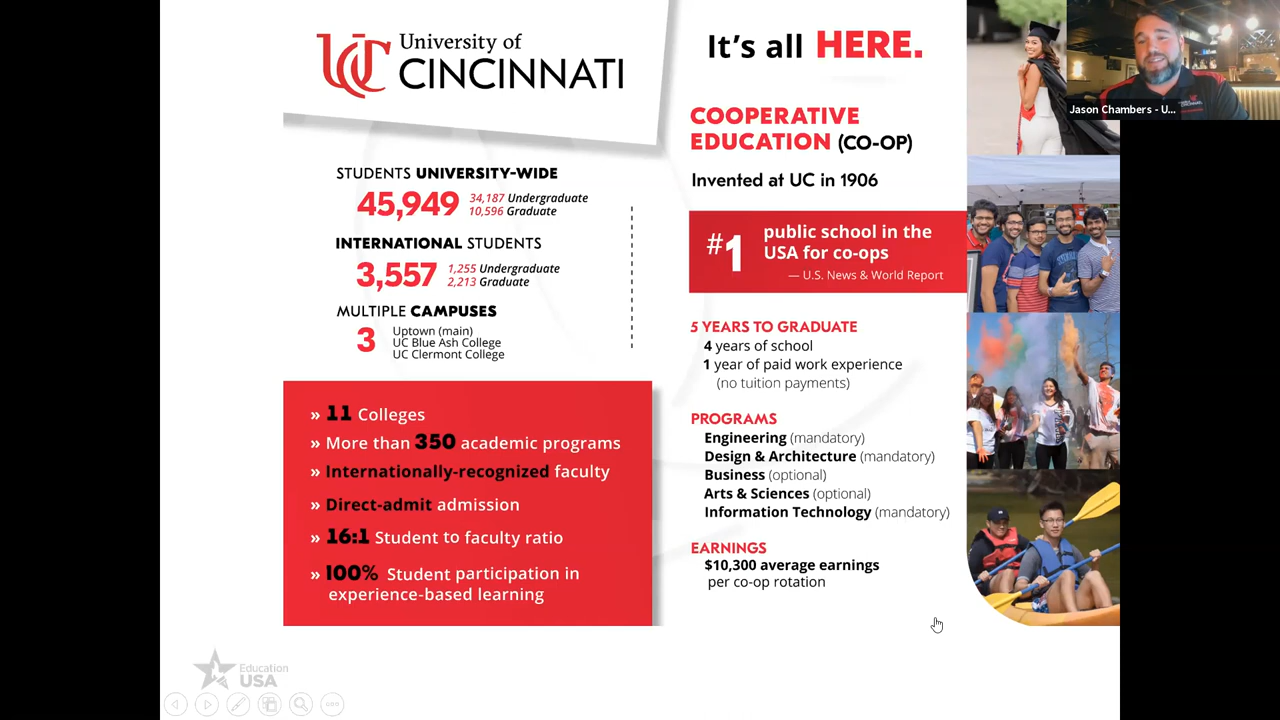 University of
CINCINNATI
STUDENTS UNIVERSITY-WIDE
45,949
34,187 Undergraduate
10,596 Graduate
INTERNATIONAL STUDENTS
3,557
1,255 Undergraduate
2,213 Graduate
MULTIPLE CAMPUSES
3
Uptown (main)
UC Blue Ash College
UC Clermont College
» 11 Colleges
» More than 350 academic programs
» Internationally-recognized faculty
» Direct-admit admission
» 16:1 Student to faculty ratio
» 100% Student participation in
experience-based learning
It's all HERE.
COOPERATIVE
EDUCATION (CO-OP)
Invented at UC in 1906
#1
public school in the
USA for co-ops
— U.S. News & World Report
5 YEARS TO GRADUATE
4 years of school
1 year of paid work experience
(no tuition payments)
PROGRAMS
Engineering (mandatory)
Design & Architecture (mandatory)
Business (optional)
Arts & Sciences (optional)
Information Technology (mandatory)
EARNINGS
$10,300 average earnings
per co-op rotation
Jason Chambers - U...
Education
USA